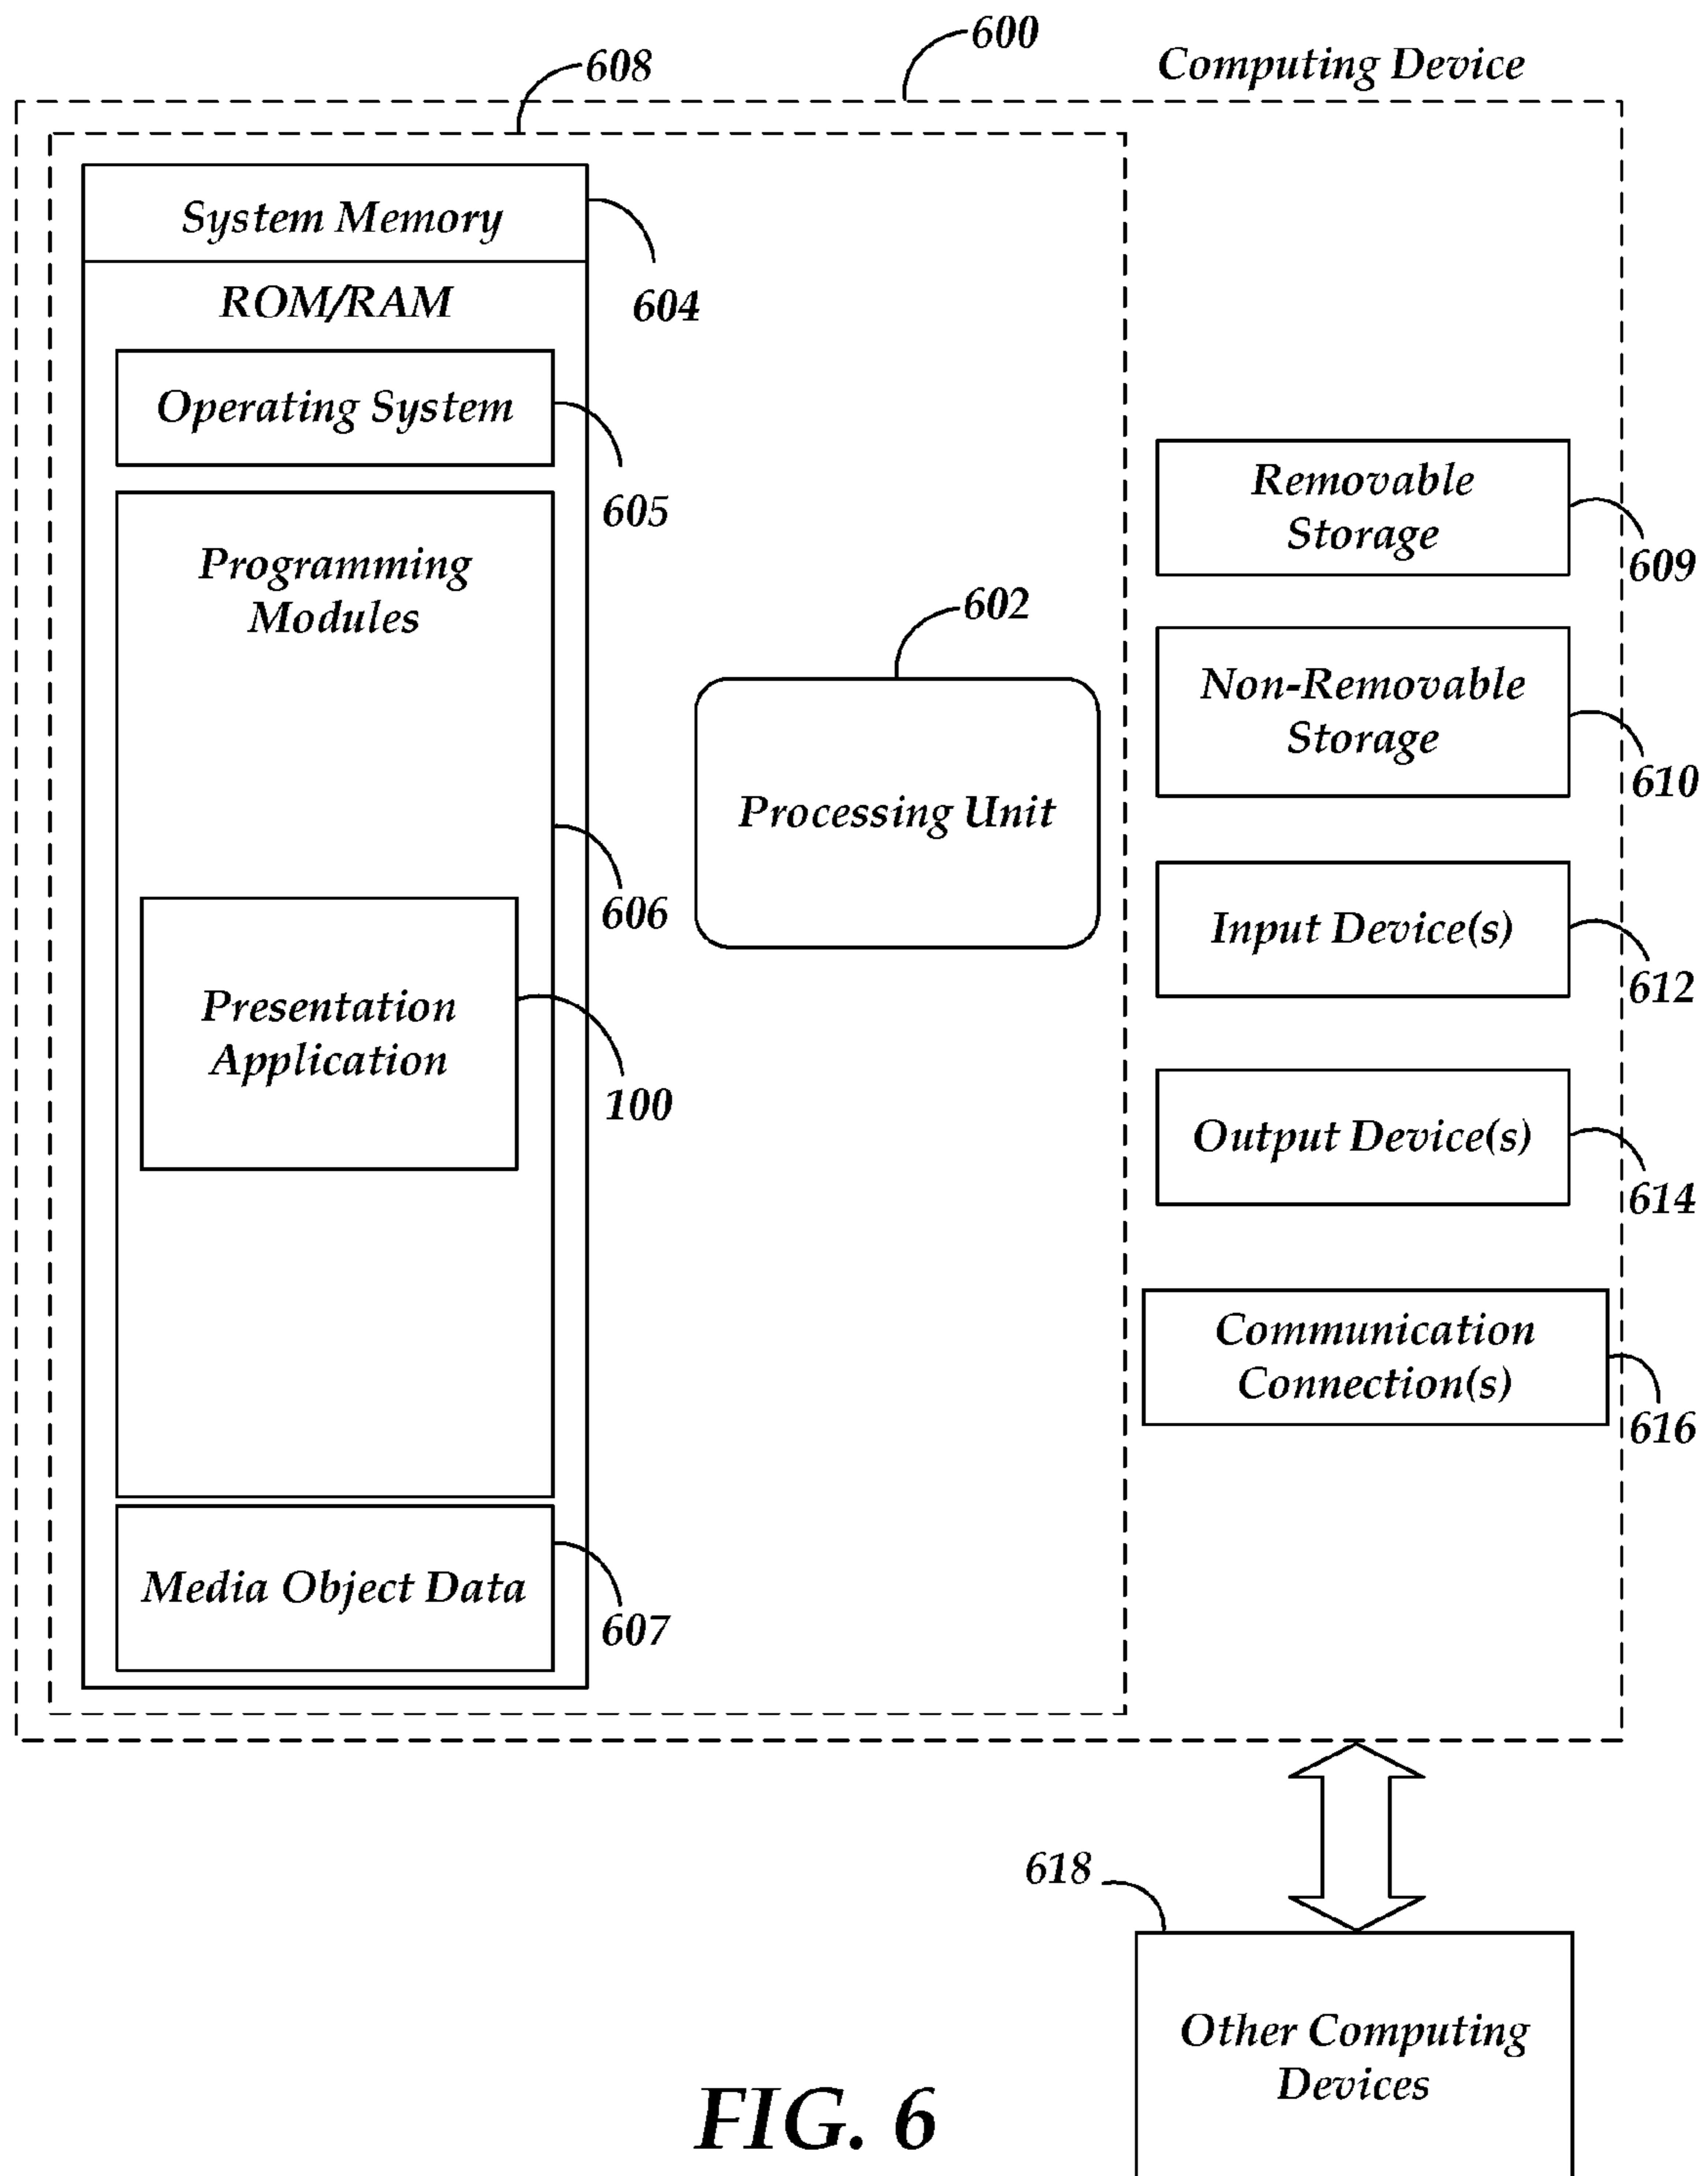 600
Computing Device
608
System Memory
604
ROM/RAM
Operating System
605
Programming
Modules
606
Presentation
Application
100
Media Object Data
607
602
Processing Unit
Removable
Storage
609
Non-Removable
Storage
610
Input Device(s)
612
Output Device(s)
614
Communication
Connection(s)
616
618
Other Computing
Devices
FIG. 6